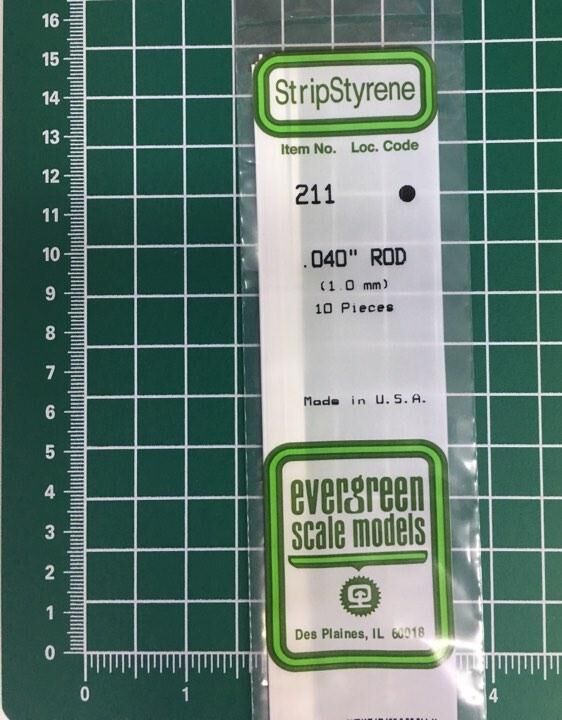 StripStyrene
Item No. Loc. Code
211
.040" ROD
(1.0 mm)
10 Pieces
Made in U.S.A.
evergreen
scale models
Des Plaines, IL 60018
16
15
14
13
12
11
10
9
8
7
6
5
4
3
2
1
0
0 1 4